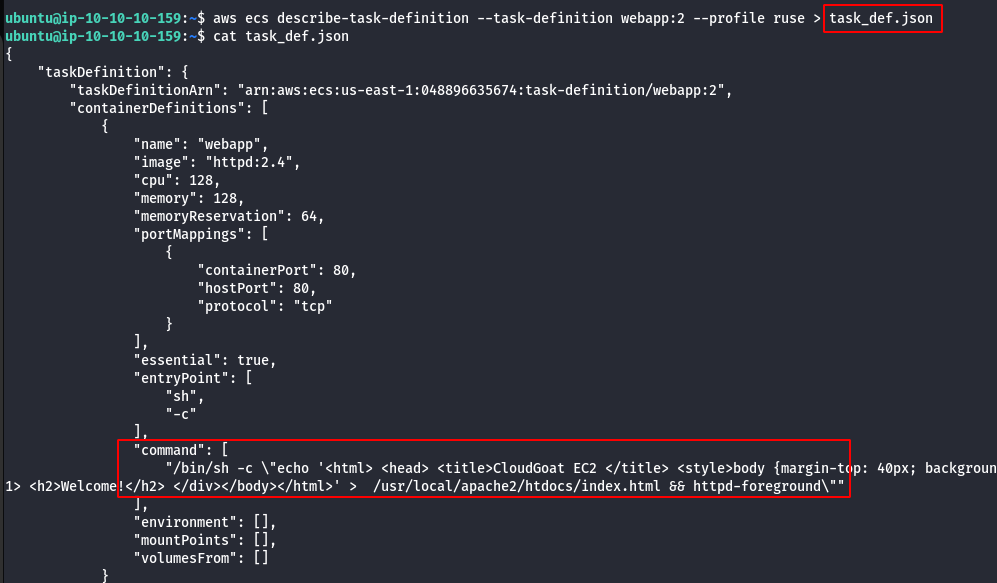 ubuntu@ip-10-10-10-159:~$ aws ecs describe-task-definition --task-definition webapp:2 --profile ruse > task_def.json
ubuntu@ip-10-10-10-159:~$ cat task_def.json
{
    "taskDefinition": {
        "taskDefinitionArn": "arn:aws:ecs:us-east-1:048896635674:task-definition/webapp:2",
        "containerDefinitions": [
            {
                "name": "webapp",
                "image": "httpd:2.4",
                "cpu": 128,
                "memory": 128,
                "memoryReservation": 64,
                "portMappings": [
                    {
                        "containerPort": 80,
                        "hostPort": 80,
                        "protocol": "tcp"
                    }
                ],
                "essential": true,
                "entryPoint": [
                    "sh",
                    "-c"
                ],
                "command": [
                    "/bin/sh -c \"echo '<html> <head> <title>CloudGoat EC2 </title> <style>body {margin-top: 40px; backgroun
1> <h2>Welcome!</h2> </div></body></html>' >  /usr/local/apache2/htdocs/index.html && httpd-foreground\""
                ],
                "environment": [],
                "mountPoints": [],
                "volumesFrom": []
            }